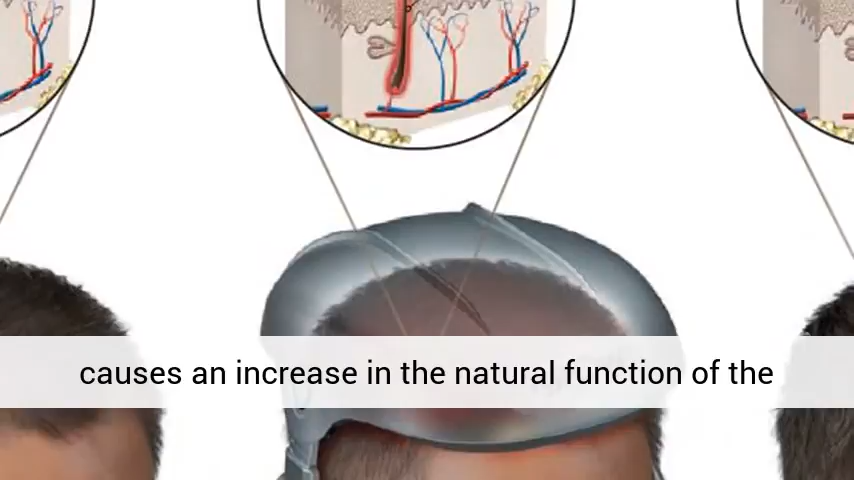 causes an increase in the natural function of the